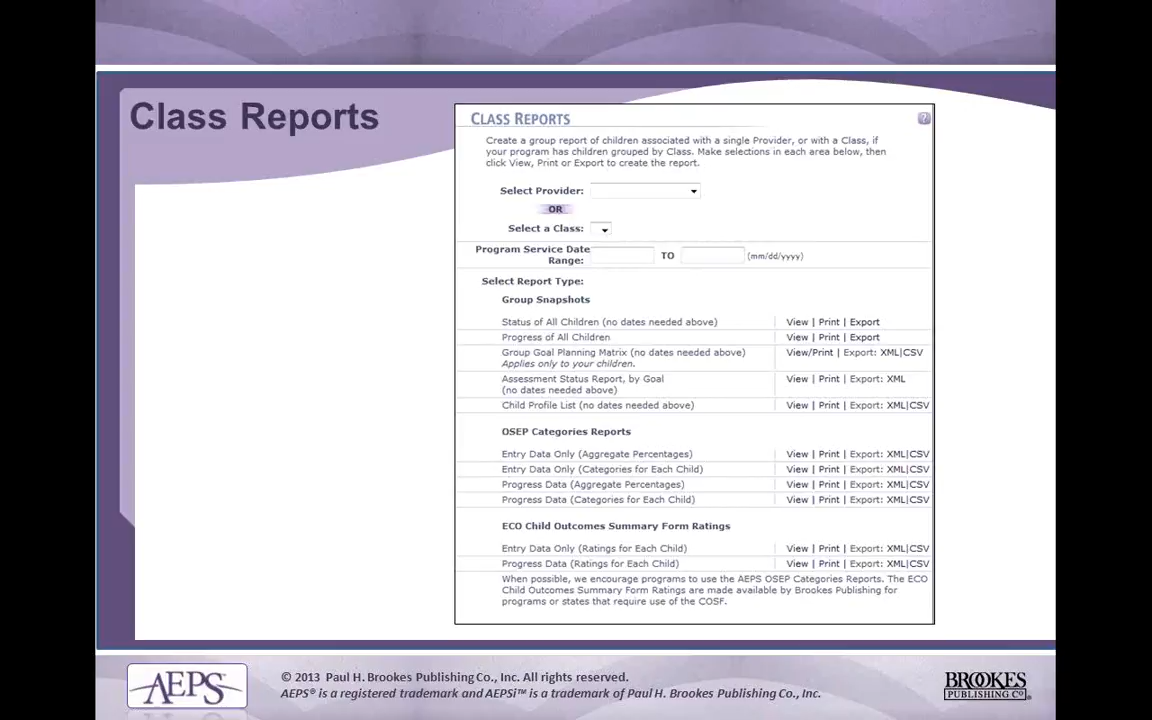 Class Reports
CLASS REPORTS
?
Create a group report of children associated with a single Provider, or with a Class, if
your program has children grouped by Class. Make selections in each area below, then
click View, Print or Export to create the report.
Select Provider:
OR
Select a Class:
Program Service Date
Range:
TO
(mm/dd/yyyy)
Select Report Type:
Group Snapshots
Status of All Children (no dates needed above) View | Print | Export
Progress of All Children View | Print | Export
Group Goal Planning Matrix (no dates needed above) View/Print | Export: XML|CSV
Applies only to your children.
Assessment Status Report, by Goal View | Print | Export: XML
(no dates needed above)
Child Profile List (no dates needed above) View | Print | Export: XML|CSV
OSEP Categories Reports
Entry Data Only (Aggregate Percentages) View | Print | Export: XML|CSV
Entry Data Only (Categories for Each Child) View | Print | Export: XML|CSV
Progress Data (Aggregate Percentages) View | Print | Export: XML|CSV
Progress Data (Categories for Each Child) View | Print | Export: XML|CSV
ECO Child Outcomes Summary Form Ratings
Entry Data Only (Ratings for Each Child) View | Print | Export: XML|CSV
Progress Data (Ratings for Each Child) View | Print | Export: XML|CSV
When possible, we encourage programs to use the AEPS OSEP Categories Reports. The ECO
Child Outcomes Summary Form Ratings are made available by Brookes Publishing for
programs or states that require use of the COSF.
AEPS
© 2013 Paul H. Brookes Publishing Co., Inc. All rights reserved.
AEPS® is a registered trademark and AEPSi™ is a trademark of Paul H. Brookes Publishing Co., Inc.
BROOKES
PUBLISHING CO®